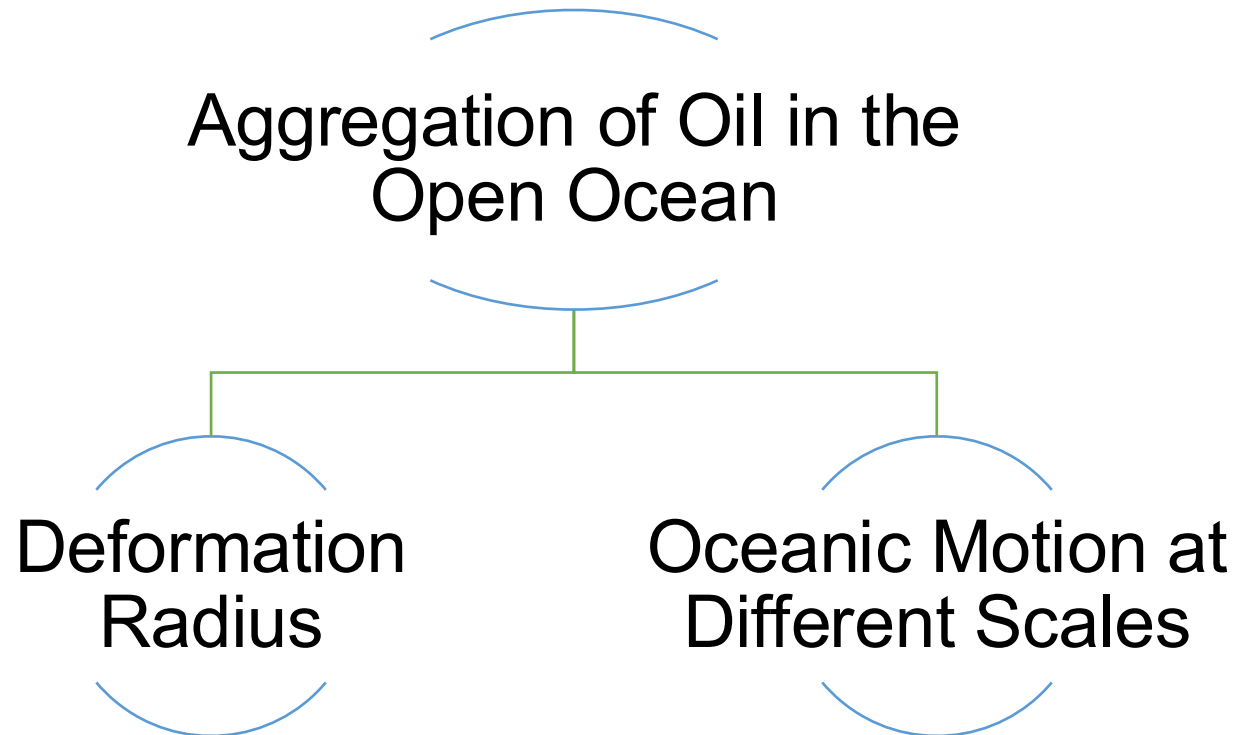 Aggregation of Oil in the
Open Ocean
Deformation
Radius
Oceanic Motion at
Different Scales